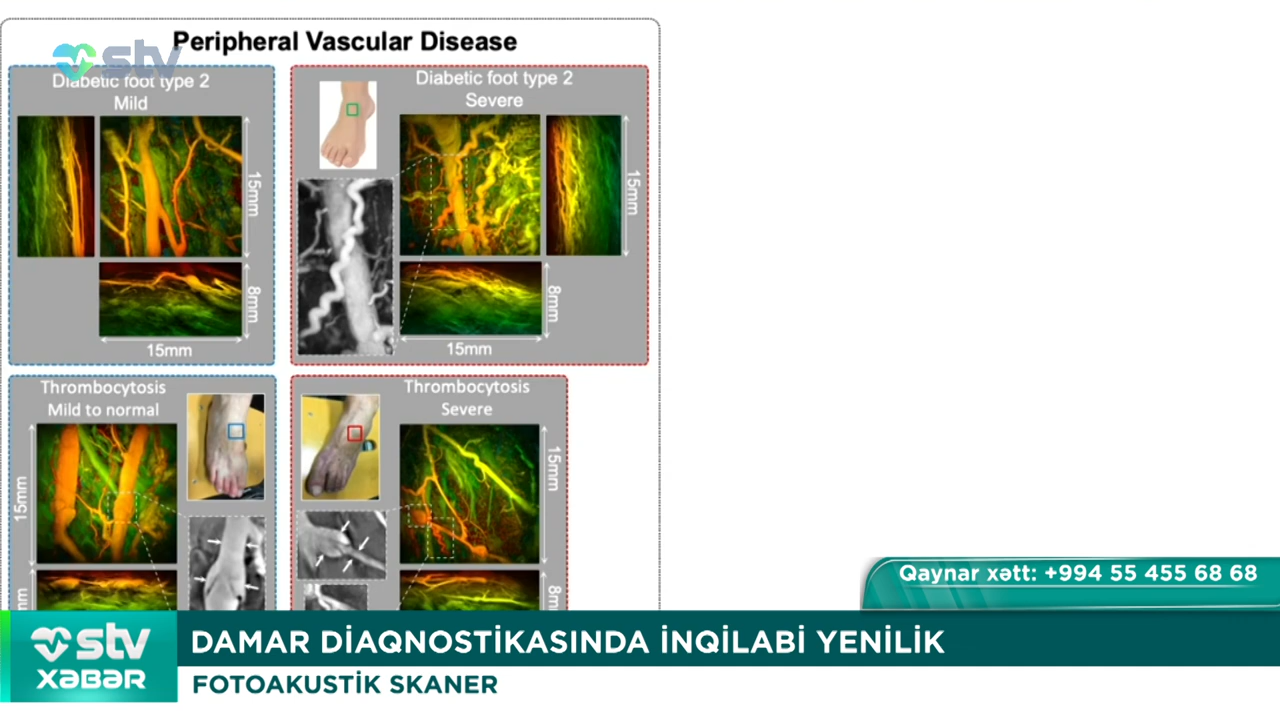 stv
Peripheral Vascular Disease
Diabetic foot type 2
Mild
15mm
8mm
15mm
Diabetic foot type 2
Severe
15mm
8mm
15mm
Thrombocytosis
Mild to normal
15mm
Thrombocytosis
Severe
15mm
Qaynar xətt: +994 55 455 68 68
stv
XƏBƏR
DAMAR DİAQNOSTİKASINDA İNQİLABİ YENİLİK
FOTOAKUSTİK SKANER